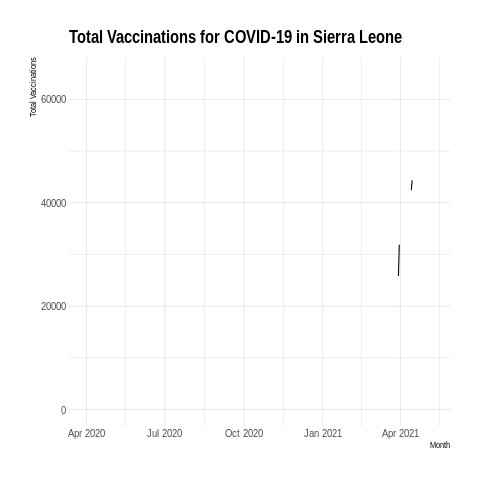 Total Vaccinations for COVID-19 in Sierra Leone
Total Vaccinations
60000
40000
20000
0
Apr 2020 Jul 2020 Oct 2020 Jan 2021 Apr 2021
Month